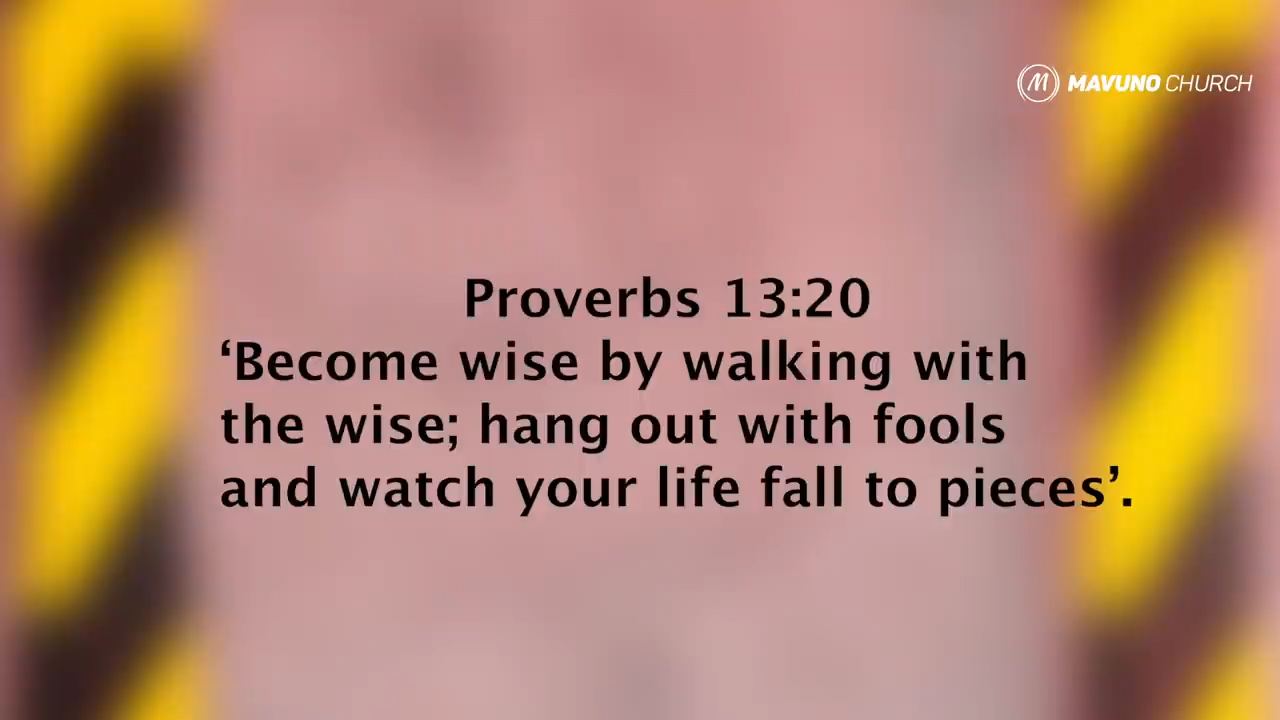 MAVUNO CHURCH
Proverbs 13:20
‘Become wise by walking with
the wise; hang out with fools
and watch your life fall to pieces’.